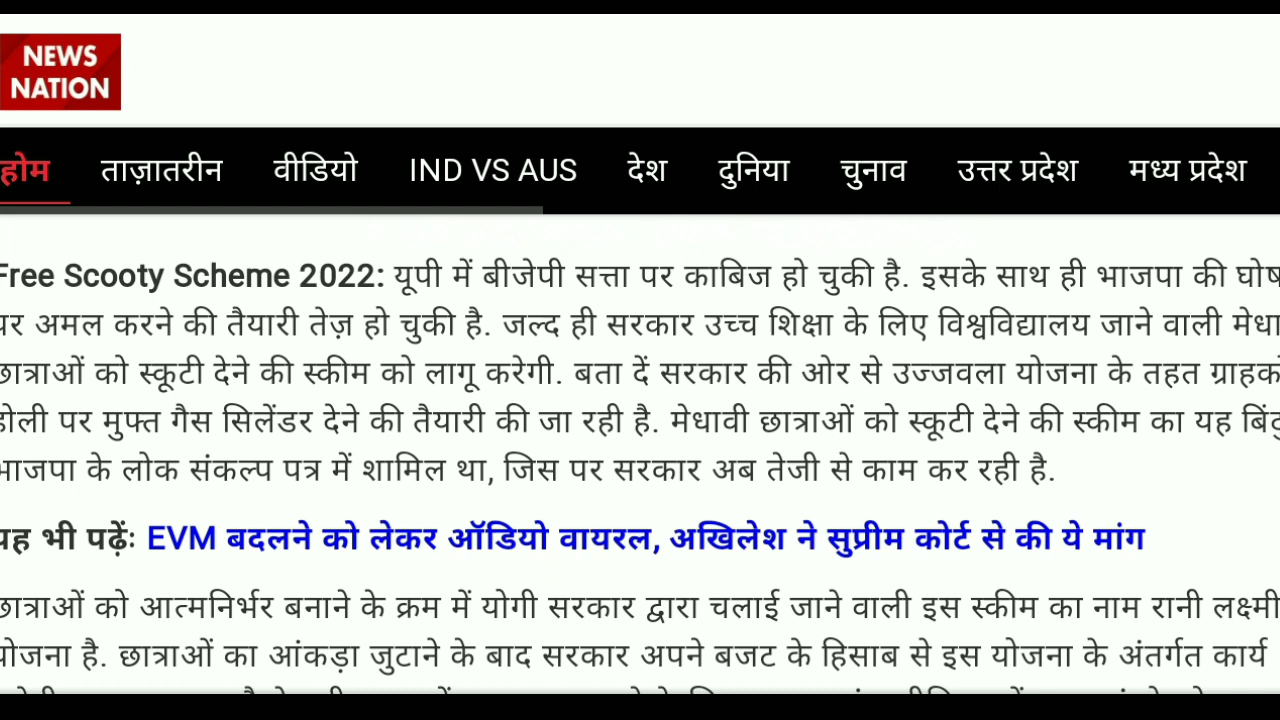 NEWS
NATION
होम ताज़ातरीन वीडियो IND VS AUS देश दुनिया चुनाव उत्तर प्रदेश मध्य प्रदेश
Free Scooty Scheme 2022: यूपी में बीजेपी सत्ता पर काबिज हो चुकी है. इसके साथ ही भाजपा की
पर अमल करने की तैयारी तेज़ हो चुकी है. जल्द ही सरकार उच्च शिक्षा के लिए विश्वविद्यालय जाने वाली
छात्राओं को स्कूटी देने की स्कीम को लागू करेगी. बता दें सरकार की ओर से उज्जवला योजना के तहत
होली पर मुफ्त गैस सिलेंडर देने की तैयारी की जा रही है. मेधावी छात्राओं को स्कूटी देने की स्कीम का यह
भाजपा के लोक संकल्प पत्र में शामिल था, जिस पर सरकार अब तेजी से काम कर रही है.
यह भी पढ़ेंः EVM बदलने को लेकर ऑडियो वायरल, अखिलेश ने सुप्रीम कोर्ट से की ये मांग
छात्राओं को आत्मनिर्भर बनाने के क्रम में योगी सरकार द्वारा चलाई जाने वाली इस स्कीम का नाम रानी लक्ष्मी
योजना है. छात्राओं का आंकड़ा जुटाने के बाद सरकार अपने बजट के हिसाब से इस योजना के अंतर्गत कार्य